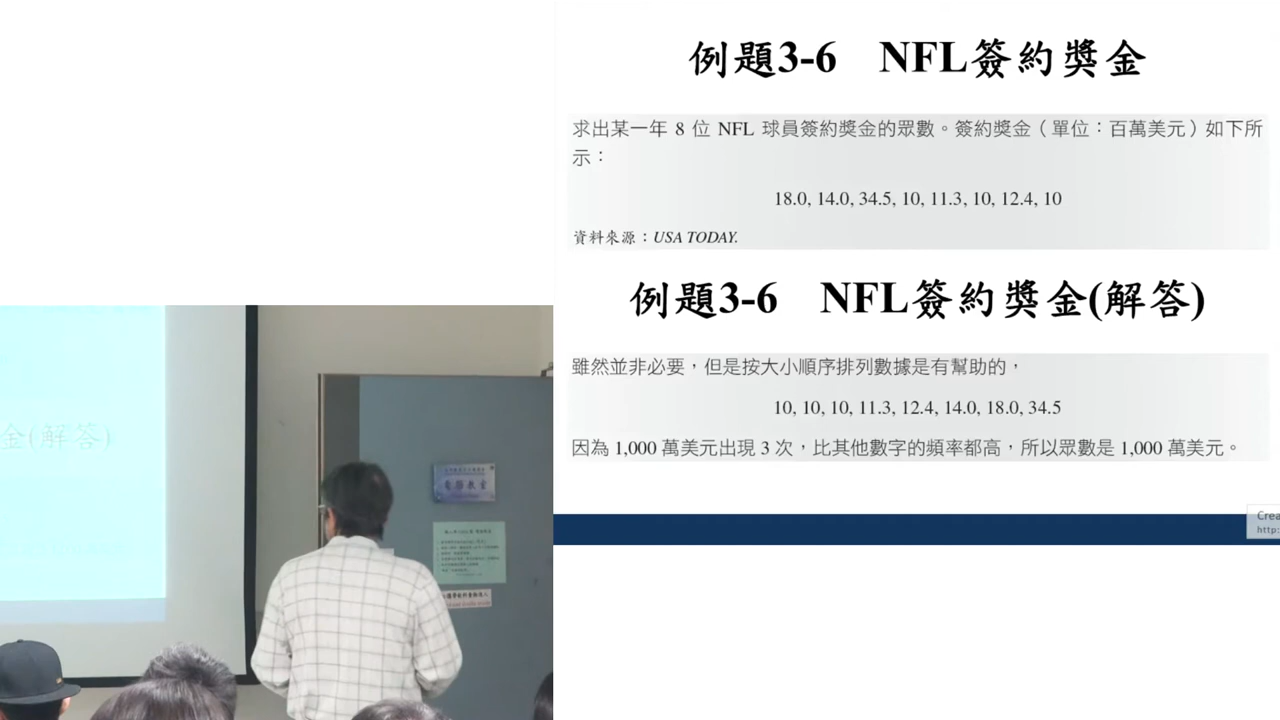 例題3-6 NFL簽約獎金
求出某一年 8 位 NFL 球員簽約獎金的眾數。簽約獎金（單位：百萬美元）如下所
示：
18.0, 14.0, 34.5, 10, 11.3, 10, 12.4, 10
資料來源：USA TODAY.
例題3-6 NFL簽約獎金(解答)
雖然並非必要，但是按大小順序排列數據是有幫助的，
10, 10, 10, 11.3, 12.4, 14.0, 18.0, 34.5
因為 1,000 萬美元出現 3 次，比其他數字的頻率都高，所以眾數是 1,000 萬美元。
Crea
http:
金(解答)
電腦教室